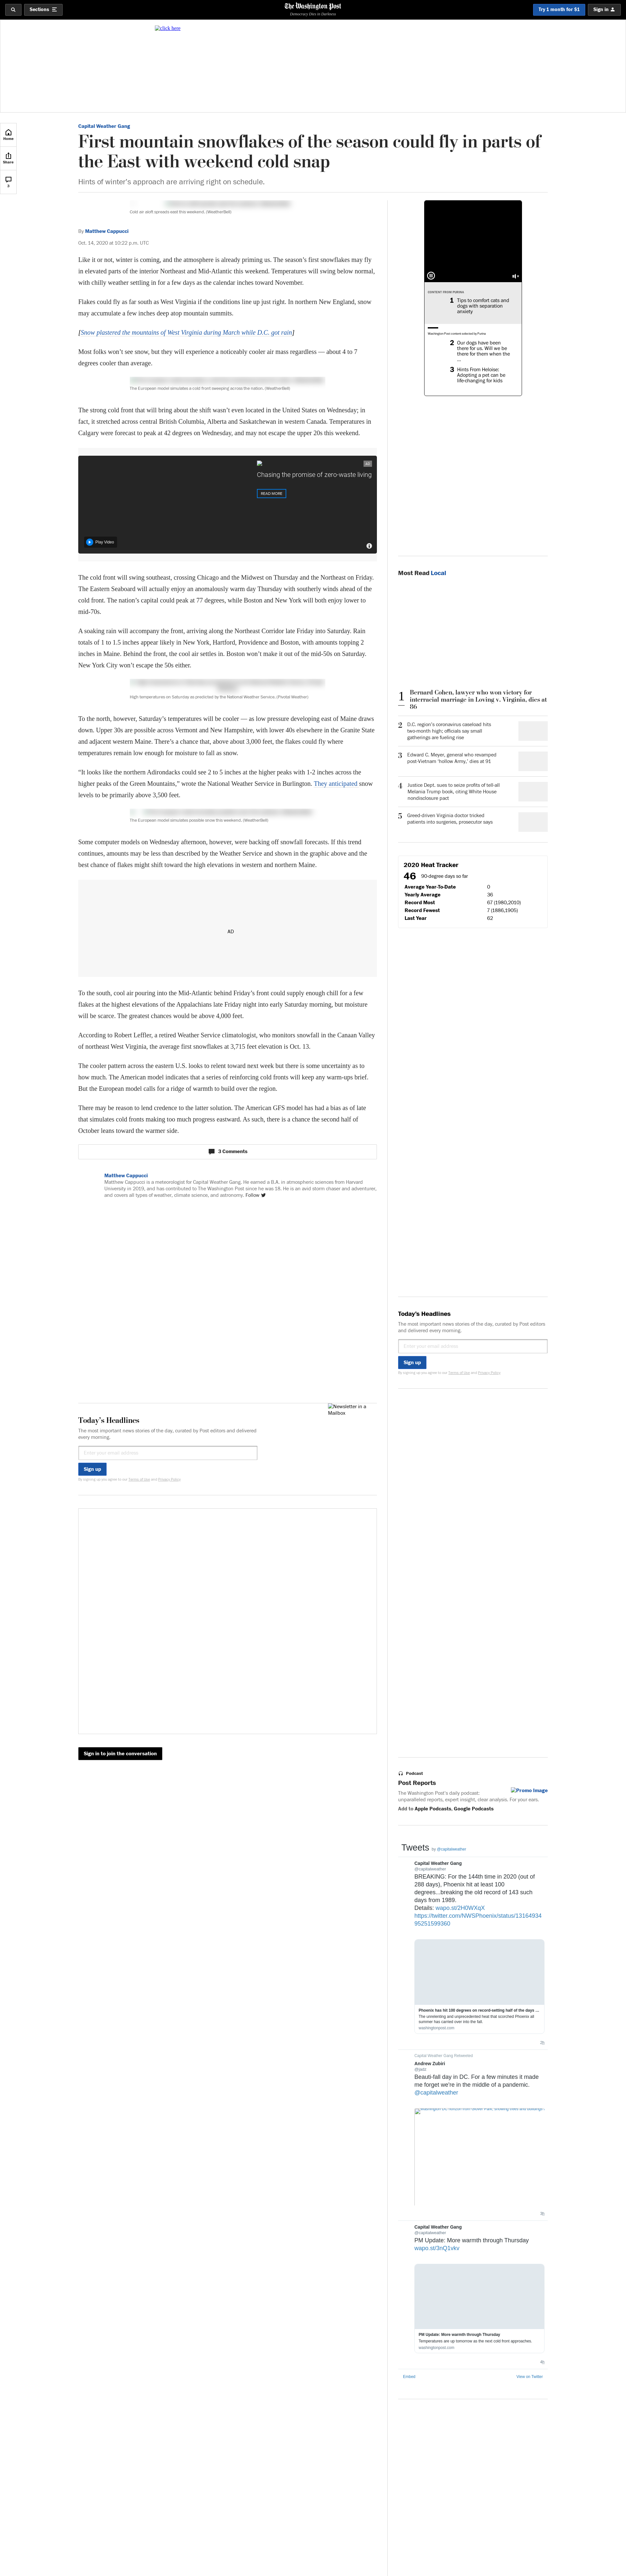 Sections
The Washington Post
Democracy Dies in Darkness
Try 1 month for $1
Sign in
click here
Home
Share
3
Capital Weather Gang
First mountain snowflakes of the season could fly in parts of
the East with weekend cold snap
Hints of winter's approach are arriving right on schedule.
Cold air aloft spreads east this weekend. (WeatherBell)
By Matthew Cappucci
Oct. 14, 2020 at 10:22 p.m. UTC
Like it or not, winter is coming, and the atmosphere is already priming us. The season's first snowflakes may fly
in elevated parts of the interior Northeast and Mid-Atlantic this weekend. Temperatures will swing below normal,
with chilly weather settling in for a few days as the calendar inches toward November.
Flakes could fly as far south as West Virginia if the conditions line up just right. In northern New England, snow
may accumulate a few inches deep atop mountain summits.
[Snow plastered the mountains of West Virginia during March while D.C. got rain]
Most folks won't see snow, but they will experience a noticeably cooler air mass regardless — about 4 to 7
degrees cooler than average.
The European model simulates a cold front sweeping across the nation. (WeatherBell)
The strong cold front that will bring about the shift wasn't even located in the United States on Wednesday; in
fact, it stretched across central British Columbia, Alberta and Saskatchewan in western Canada. Temperatures in
Calgary were forecast to peak at 42 degrees on Wednesday, and may not escape the upper 20s this weekend.
Ad
Chasing the promise of zero-waste living
READ MORE
Play Video
The cold front will swing southeast, crossing Chicago and the Midwest on Thursday and the Northeast on Friday.
The Eastern Seaboard will actually enjoy an anomalously warm day Thursday with southerly winds ahead of the
cold front. The nation's capital could peak at 77 degrees, while Boston and New York will both enjoy lower to
mid-70s.
A soaking rain will accompany the front, arriving along the Northeast Corridor late Friday into Saturday. Rain
totals of 1 to 1.5 inches appear likely in New York, Hartford, Providence and Boston, with amounts topping 2
inches in Maine. Behind the front, the cool air settles in. Boston won't make it out of the mid-50s on Saturday.
New York City won't escape the 50s either.
High temperatures on Saturday as predicted by the National Weather Service. (Pivotal Weather)
To the north, however, Saturday's temperatures will be cooler — as low pressure developing east of Maine draws
down. Upper 30s are possible across Vermont and New Hampshire, with lower 40s elsewhere in the Granite State
and adjacent western Maine. There's a chance that, above about 3,000 feet, the flakes could fly where
temperatures remain low enough for moisture to fall as snow.
“It looks like the northern Adirondacks could see 2 to 5 inches at the higher peaks with 1-2 inches across the
higher peaks of the Green Mountains,” wrote the National Weather Service in Burlington. They anticipated snow
levels to be primarily above 3,500 feet.
The European model simulates possible snow this weekend. (WeatherBell)
Some computer models on Wednesday afternoon, however, were backing off snowfall forecasts. If this trend
continues, amounts may be less than described by the Weather Service and shown in the graphic above and the
best chance of flakes might shift toward the high elevations in western and northern Maine.
AD
To the south, cool air pouring into the Mid-Atlantic behind Friday's front could supply enough chill for a few
flakes at the highest elevations of the Appalachians late Friday night into early Saturday morning, but moisture
will be scarce. The greatest chances would be above 4,000 feet.
According to Robert Leffler, a retired Weather Service climatologist, who monitors snowfall in the Canaan Valley
of northeast West Virginia, the average first snowflakes at 3,715 feet elevation is Oct. 13.
The cooler pattern across the eastern U.S. looks to relent toward next week but there is some uncertainty as to
how much. The American model indicates that a series of reinforcing cold fronts will keep any warm-ups brief.
But the European model calls for a ridge of warmth to build over the region.
There may be reason to lend credence to the latter solution. The American GFS model has had a bias as of late
that simulates cold fronts making too much progress eastward. As such, there is a chance the second half of
October leans toward the warmer side.
3 Comments
Matthew Cappucci
Matthew Cappucci is a meteorologist for Capital Weather Gang. He earned a B.A. in atmospheric sciences from Harvard
University in 2019, and has contributed to The Washington Post since he was 18. He is an avid storm chaser and adventurer,
and covers all types of weather, climate science, and astronomy. Follow
Newsletter in a
Mailbox
Today's Headlines
The most important news stories of the day, curated by Post editors and delivered
every morning.
Enter your email address
Sign up
By signing up you agree to our Terms of Use and Privacy Policy
Sign in to join the conversation
CONTENT FROM PURINA
1 Tips to comfort cats and
dogs with separation
anxiety
Washington Post content selected by Purina
2 Our dogs have been
there for us. Will we be
there for them when the
...
3 Hints From Heloise:
Adopting a pet can be
life-changing for kids
Most Read Local
1 Bernard Cohen, lawyer who won victory for
interracial marriage in Loving v. Virginia, dies at
86
2 D.C. region's coronavirus caseload hits
two-month high; officials say small
gatherings are fueling rise
3 Edward C. Meyer, general who revamped
post-Vietnam 'hollow Army,' dies at 91
4 Justice Dept. sues to seize profits of tell-all
Melania Trump book, citing White House
nondisclosure pact
5 Greed-driven Virginia doctor tricked
patients into surgeries, prosecutor says
2020 Heat Tracker
46 90-degree days so far
Average Year-To-Date 0
Yearly Average 36
Record Most 67 (1980,2010)
Record Fewest 7 (1886,1905)
Last Year 62
Today's Headlines
The most important news stories of the day, curated by Post editors
and delivered every morning.
Enter your email address
Sign up
By signing up you agree to our Terms of Use and Privacy Policy
Podcast
Post Reports
Promo Image
The Washington Post's daily podcast:
unparalleled reports, expert insight, clear analysis. For your ears.
Add to Apple Podcasts, Google Podcasts
Tweets by @capitalweather
Capital Weather Gang
@capitalweather
BREAKING: For the 144th time in 2020 (out of
288 days), Phoenix hit at least 100
degrees...breaking the old record of 143 such
days from 1989.
Details: wapo.st/2H0WXqX
https://twitter.com/NWSPhoenix/status/13164934
95251599360
Phoenix has hit 100 degrees on record-setting half of the days ...
The unrelenting and unprecedented heat that scorched Phoenix all
summer has carried over into the fall.
washingtonpost.com
Capital Weather Gang Retweeted
Andrew Zubiri
Beauti-fall day in DC. For a few minutes it made
me forget we're in the middle of a pandemic.
@capitalweather
Capital Weather Gang
@capitalweather
PM Update: More warmth through Thursday
wapo.st/3nQ1vkv
PM Update: More warmth through Thursday
Temperatures are up tomorrow as the next cold front approaches.
washingtonpost.com
Embed
View on Twitter